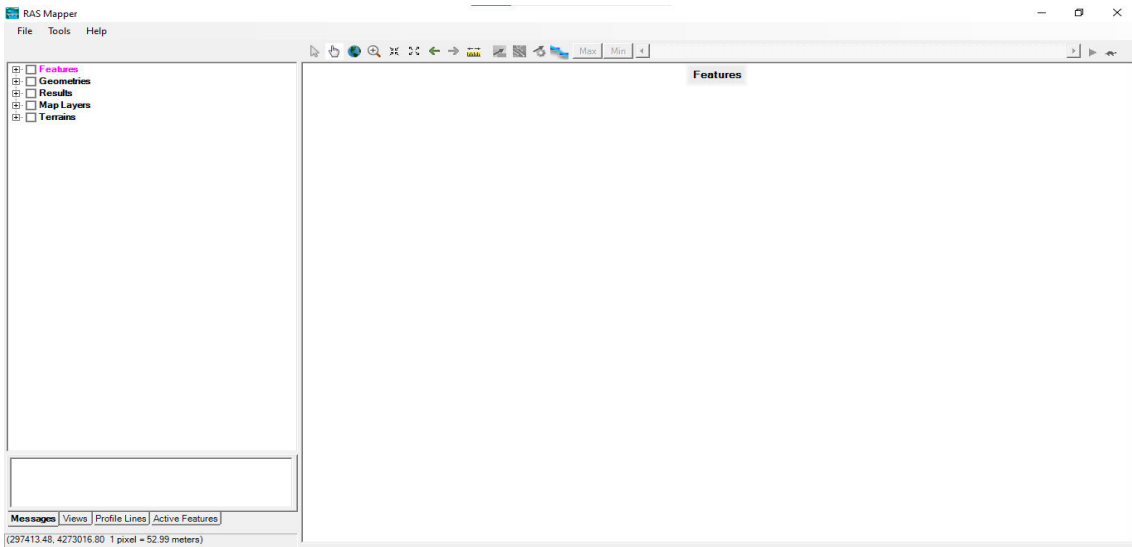 RAS Mapper
File Tools Help
Max Min
Features
Geometries
Results
Map Layers
Terrains
Features
Messages Views Profile Lines Active Features
(297413.48, 4273016.80 1 pixel = 52.99 meters)